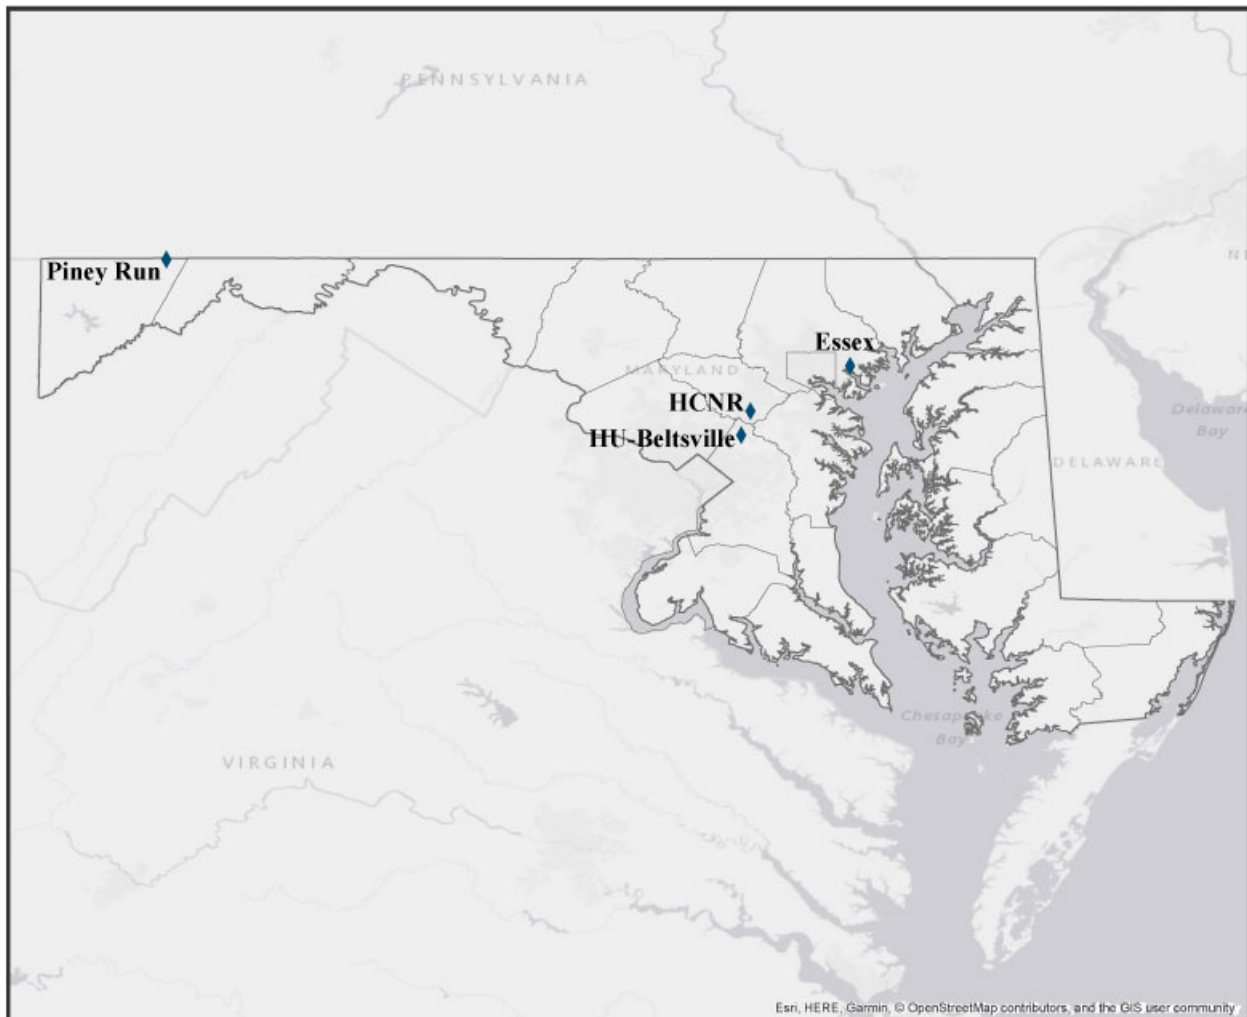 PENNSYLVANIA
Piney Run
Essex
MARYLAND
HCNR
HU-Beltsville
Delaware
Bay
DELAWARE
Chesapeake
Bay
VIRGINIA
Esri, HERE, Garmin, © OpenStreetMap contributors, and the GIS user community